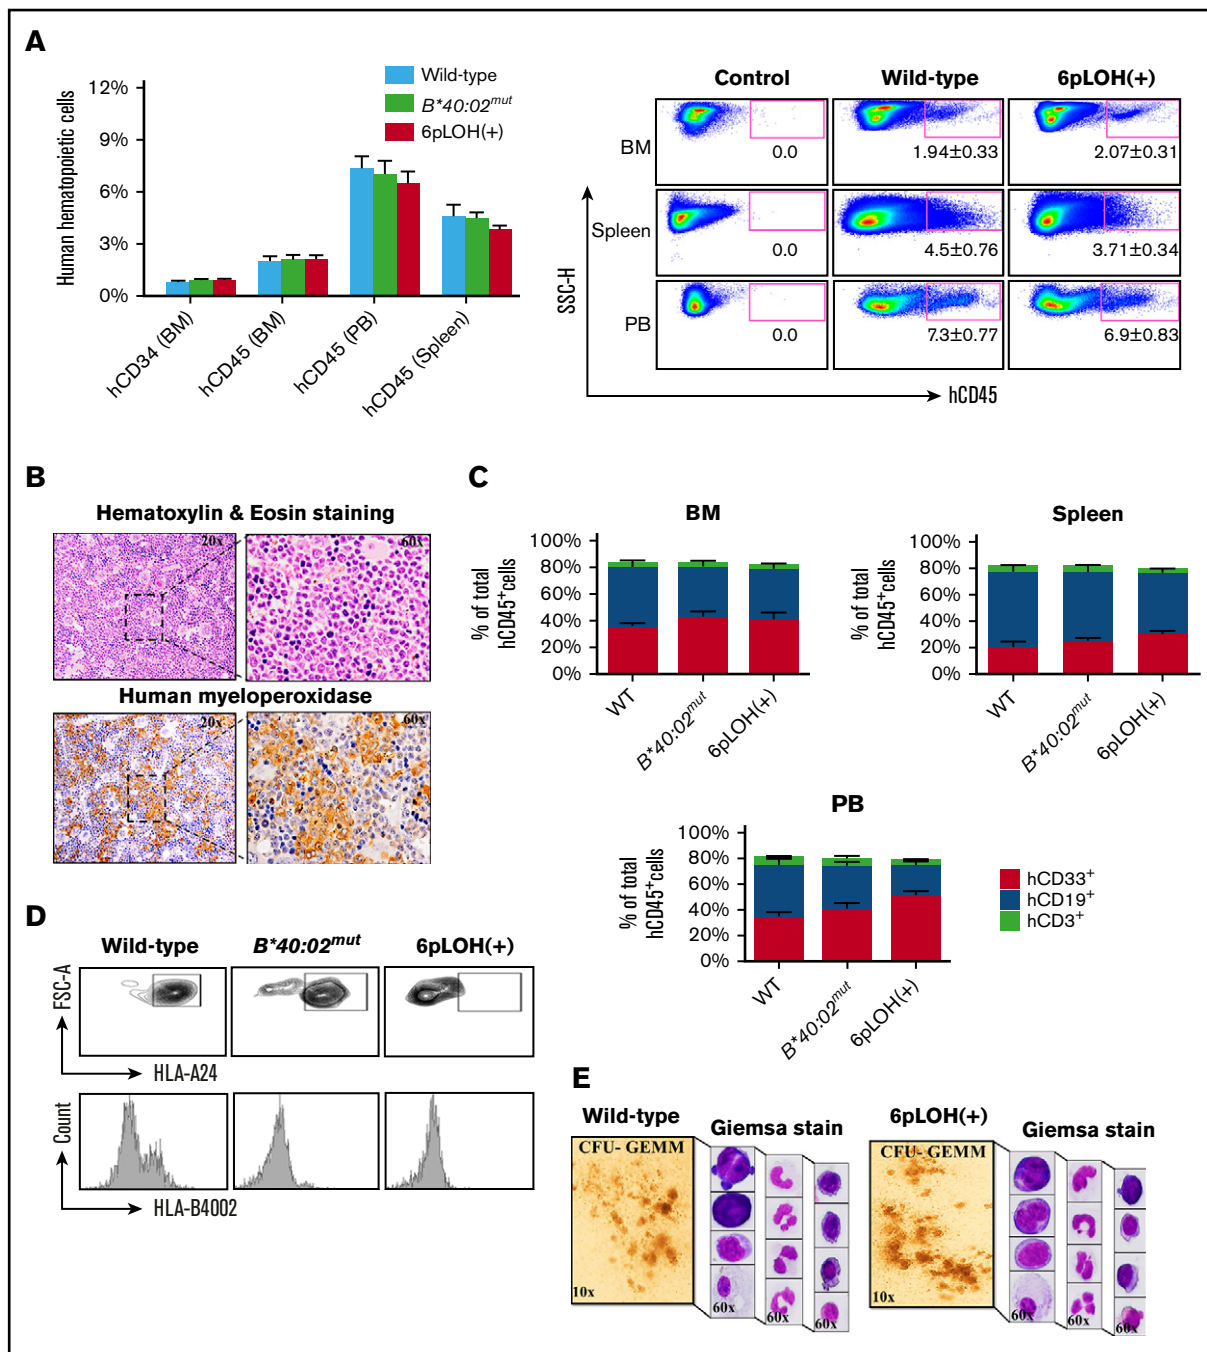 A
12%
9%
6%
3%
0%
Human hematopoietic cells
Wild-type
B*40:02mut
6pLOH(+)
hCD34 (BM)
hCD45 (BM)
hCD45 (PB)
hCD45 (Spleen)
Control
Wild-type
6pLOH(+)
BM
0.0
1.94±0.33
2.07±0.31
Spleen
0.0
4.5±0.76
3.71±0.34
PB
0.0
7.3±0.77
6.9±0.83
SSC-H
hCD45
B
Hematoxylin & Eosin staining
20x
60x
Human myeloperoxidase
20x
60x
C
BM
100%
80%
60%
40%
20%
0%
% of total
hCD45+cells
WT
B*40:02mut
6pLOH(+)
Spleen
100%
80%
60%
40%
20%
0%
% of total
hCD45+cells
WT
B*40:02mut
6pLOH(+)
PB
100%
80%
60%
40%
20%
0%
% of total
hCD45+cells
WT
B*40:02mut
6pLOH(+)
hCD33+
hCD19+
hCD3+
D
Wild-type
B*40:02mut
6pLOH(+)
FSC-A
HLA-A24
Count
HLA-B4002
E
Wild-type
Giemsa stain
CFU- GEMM
10x
60x
60x
60x
6pLOH(+)
Giemsa stain
CFU- GEMM
10x
60x
60x
60x